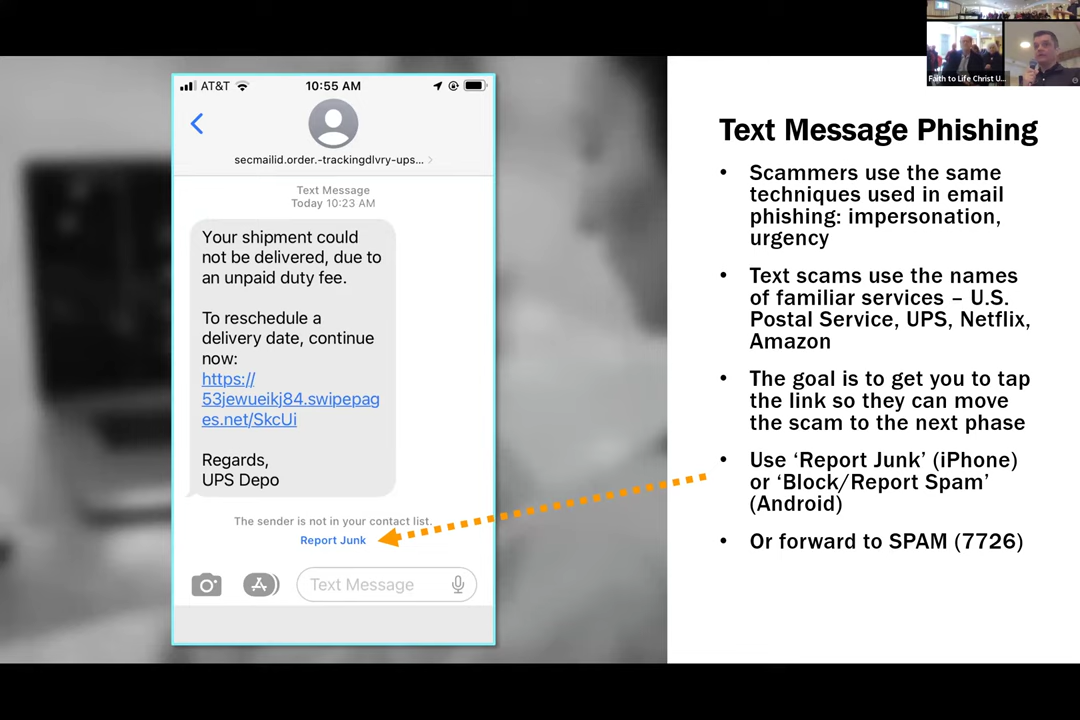 Faith to Life Christ U...
AT&T
10:55 AM
secmailid.order.-trackingdlvry-ups...
Text Message
Today 10:23 AM
Your shipment could
not be delivered, due to
an unpaid duty fee.
To reschedule a
delivery date, continue
now:
https://
53jewueikj84.swipepag
es.net/SkcUi
Regards,
UPS Depo
The sender is not in your contact list.
Report Junk
Text Message
Text Message Phishing
• Scammers use the same
techniques used in email
phishing: impersonation,
urgency
• Text scams use the names
of familiar services – U.S.
Postal Service, UPS, Netflix,
Amazon
• The goal is to get you to tap
the link so they can move
the scam to the next phase
• Use ‘Report Junk’ (iPhone)
or ‘Block/Report Spam’
(Android)
• Or forward to SPAM (7726)